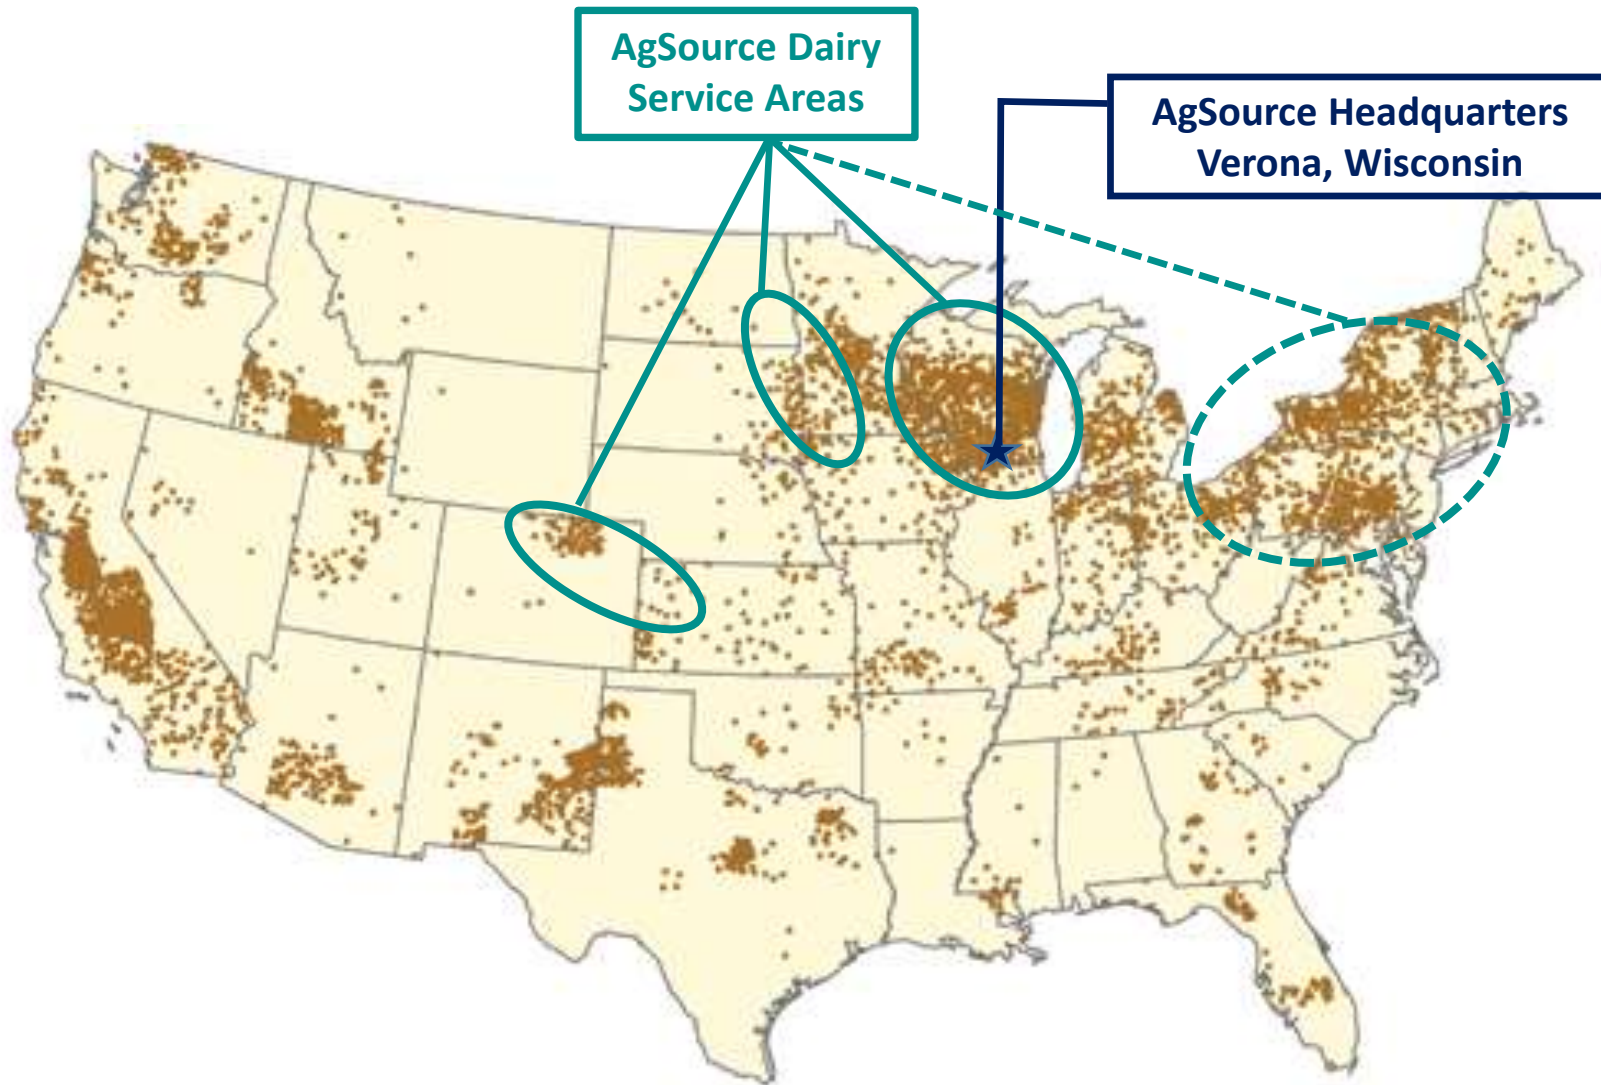 AgSource Dairy
Service Areas
AgSource Headquarters
Verona, Wisconsin